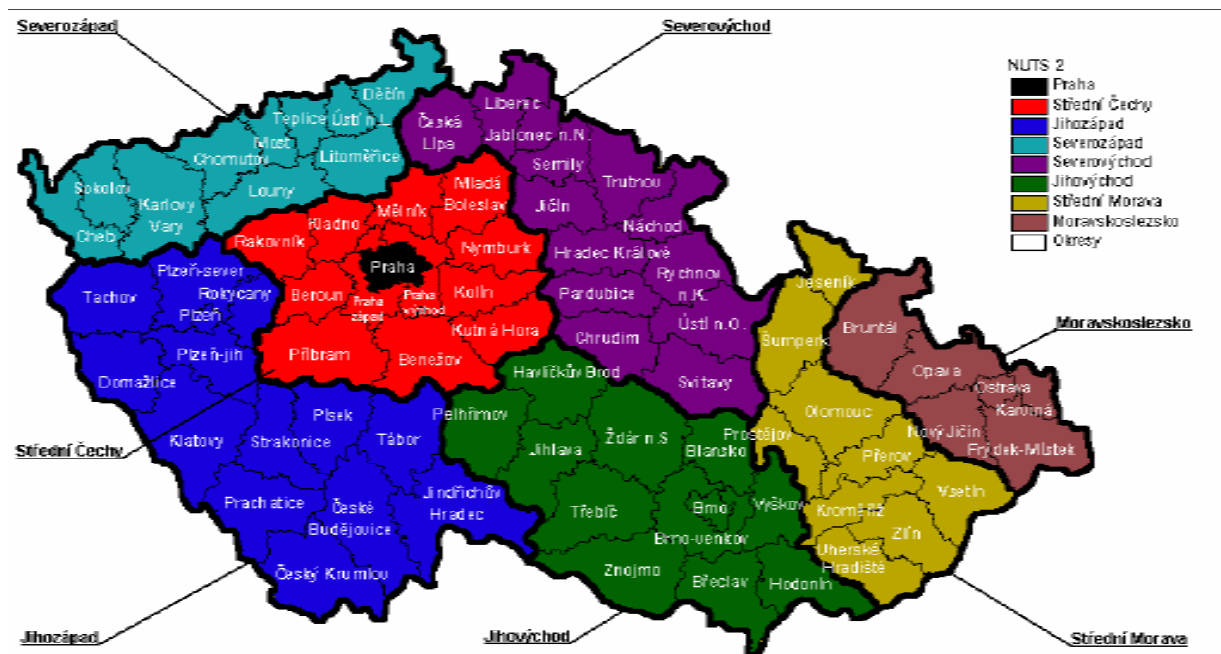 Severozápad
Severovýchod
NUTS 2
Praha
Střední Čechy
Jihozápad
Severozápad
Severovýchod
Jihovýchod
Střední Morava
Moravskoslezsko
Okresy
Děčín
Teplice
Ústí n.L.
Most
Chomutov
Litoměřice
Sokolov
Karlovy
Vary
Louny
Cheb
Liberec
Česká
Lípa
Jablonec n.N.
Semily
Trutnov
Jičín
Náchod
Hradec Králové
Rychnov
n.K.
Pardubice
Ústí n.O.
Chrudim
Svitavy
Mladá
Boleslav
Mělník
Kladno
Rakovník
Nymburk
Praha
Beroun
Praha
západ
Praha
východ
Kolín
Kutná Hora
Příbram
Benešov
Plzeň-sever
Tachov
Rokycany
Plzeň
Plzeň-jih
Domažlice
Klatovy
Písek
Strakonice
Tábor
Prachatice
České
Budějovice
Jindřichův
Hradec
Český Krumlov
Havlíčkův Brod
Pelhřimov
Jihlava
Žďár n.S
Blansko
Třebíč
Brno
Vyškov
Brno-venkov
Znojmo
Břeclav
Hodonín
Jeseník
Šumperk
Olomouc
Prostějov
Přerov
Kroměříž
Vsetín
Zlín
Uherské
Hradiště
Bruntál
Opava
Ostrava
Karviná
Nový Jičín
Frýdek-Místek
Moravskoslezsko
Střední Čechy
Jihozápad
Jihovýchod
Střední Morava